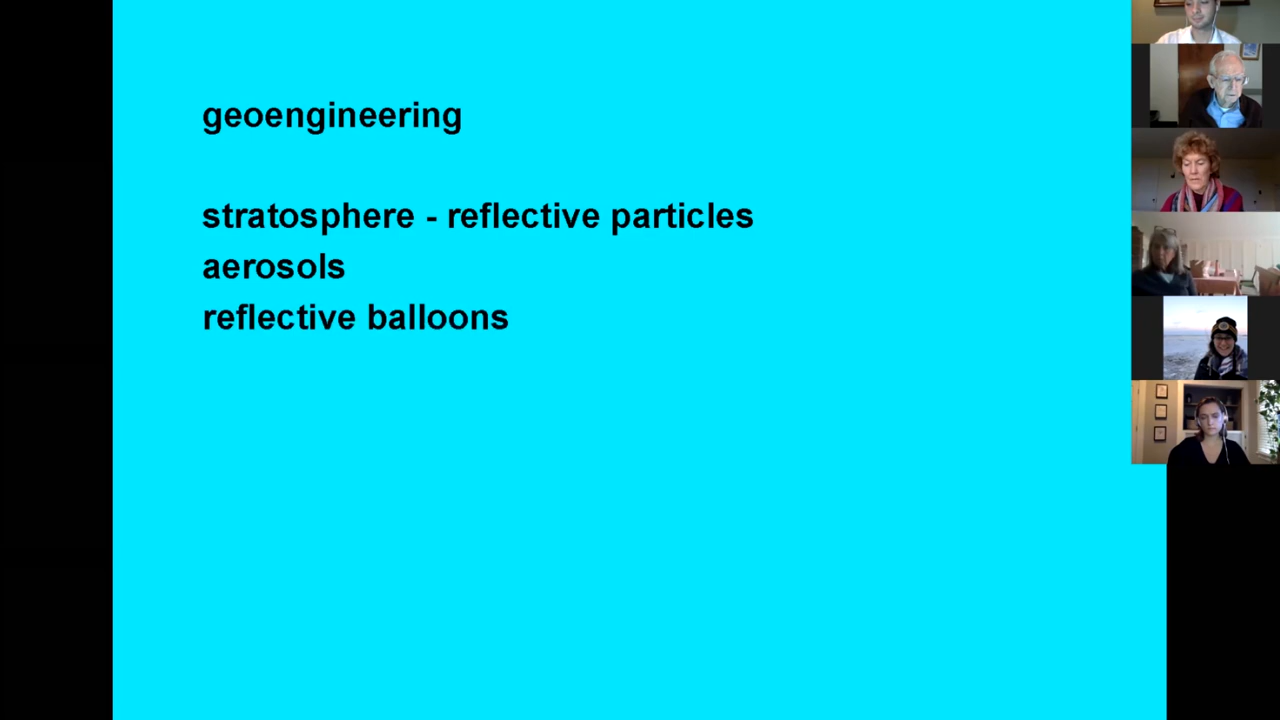 geoengineering
stratosphere - reflective particles
aerosols
reflective balloons